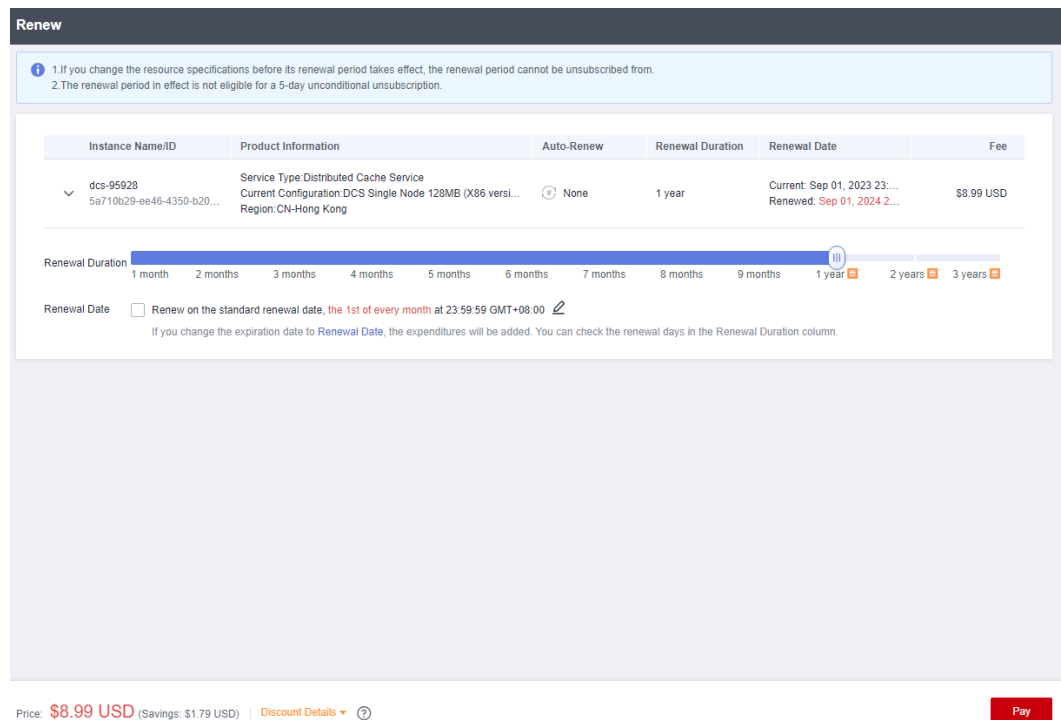 Renew
1.If you change the resource specifications before its renewal period takes effect, the renewal period cannot be unsubscribed from.
2.The renewal period in effect is not eligible for a 5-day unconditional unsubscription.
Instance Name/ID Product Information Auto-Renew Renewal Duration Renewal Date Fee
dcs-95928
5a710b29-ee46-4350-b20...
Service Type:Distributed Cache Service
Current Configuration:DCS Single Node 128MB (X86 versi...
Region:CN-Hong Kong
None
1 year
Current: Sep 01, 2023 23:...
Renewed: Sep 01, 2024 2...
$8.99 USD
Renewal Duration
1 month 2 months 3 months 4 months 5 months 6 months 7 months 8 months 9 months 1 year 2 years 3 years
Renewal Date Renew on the standard renewal date, the 1st of every month at 23:59:59 GMT+08:00
If you change the expiration date to Renewal Date, the expenditures will be added. You can check the renewal days in the Renewal Duration column.
Price: $8.99 USD (Savings: $1.79 USD) Discount Details ? Pay